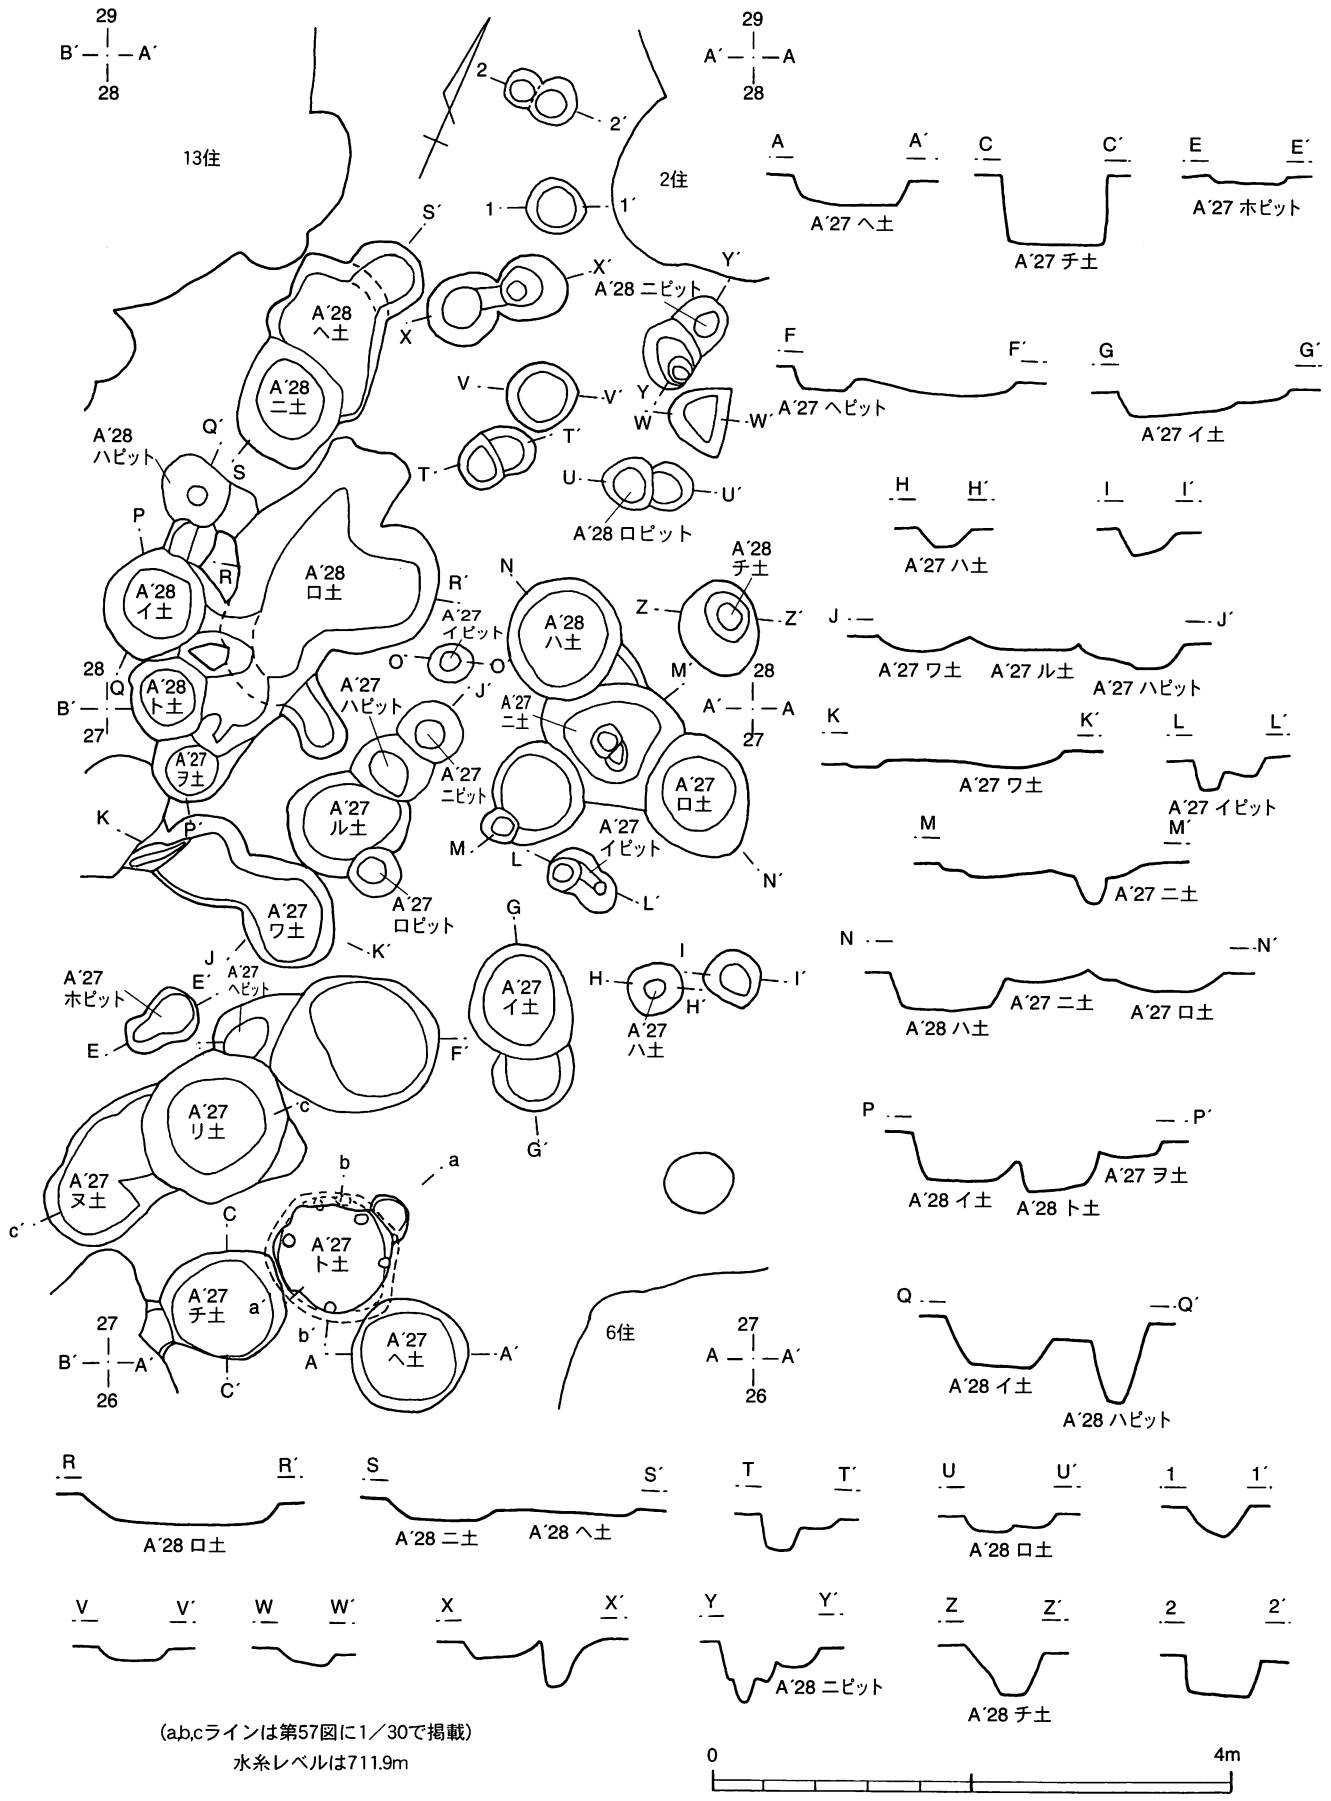 29
B´ A´
28
29
A´ A
28
2
2´
13住
2住
1 1´
S´
A´28
ヘ土
X X´
A´28 ニピット
Y´
Y
A´28
ニ土
V V´
W W´
Q´
A´28
ハピット
S
T T´
U U´
A´28 ロピット
P
A´28
イ土
R
A´28
ロ土
R´
N
A´28
ハ土
A´28
チ土
Z Z´
A´27
イピット
O´ O
28
B´
27
Q
A´28
ト土
A´27
ハピット
J´
A´27
ニ土
M´
28
A´ A
27
A´27
ヲ土
P´
A´27
ニピット
A´27
ロ土
K
A´27
ル土
M
L
A´27
イピット
L´
N´
A´27
ロピット
A´27
ワ土
J
K´
G
A´27
ホピット
E´
E
A´27
ヘピット
F´
A´27
イ土
G´
H H´
A´27
ハ土
I I´
A´27
リ土
c
A´27
ヌ土
c´
b
a
C
A´27
ト土
A´27
チ土
a´
b´
C´
27
B´ A´
26
A A´
A´27
ヘ土
6住
27
A A´
26
A A´
A´27 ヘ土
C C´
A´27 チ土
E E´
A´27 ホピット
F F´
A´27 ヘピット
G G´
A´27 イ土
H H´
A´27 ハ土
I I´
J J´
A´27 ワ土 A´27 ル土 A´27 ハピット
K K´
A´27 ワ土
L L´
A´27 イピット
M M´
A´27 ニ土
N N´
A´28 ハ土 A´27 ニ土 A´27 ロ土
P P´
A´28 イ土 A´28 ト土 A´27 ヲ土
Q Q´
A´28 イ土 A´28 ハピット
R R´
A´28 ロ土
S S´
A´28 ニ土 A´28 ヘ土
T T´
U U´
A´28 ロ土
1 1´
V V´
W W´
X X´
Y Y´
A´28 ニピット
Z Z´
A´28 チ土
2 2´
(a,b,cラインは第57図に1／30で掲載)
水糸レベルは711.9m
0 4m